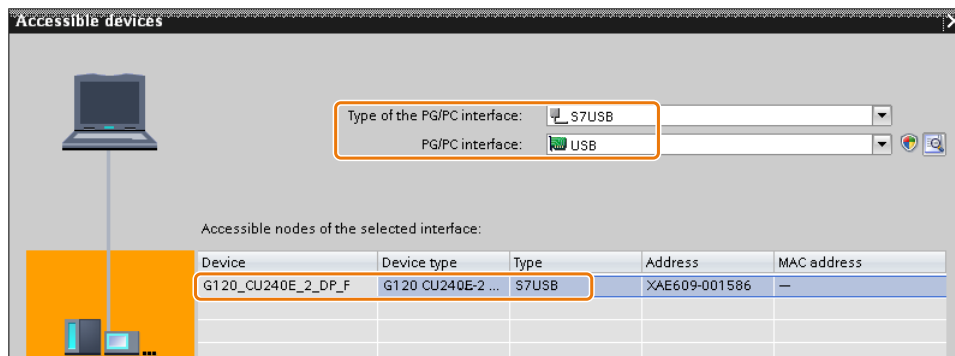 Accessible devices
Type of the PG/PC interface: S7USB
PG/PC interface: USB
Accessible nodes of the selected interface:
Device Device type Type Address MAC address
G120_CU240E_2_DP_F G120 CU240E-2 ... S7USB XAE609-001586 —
...